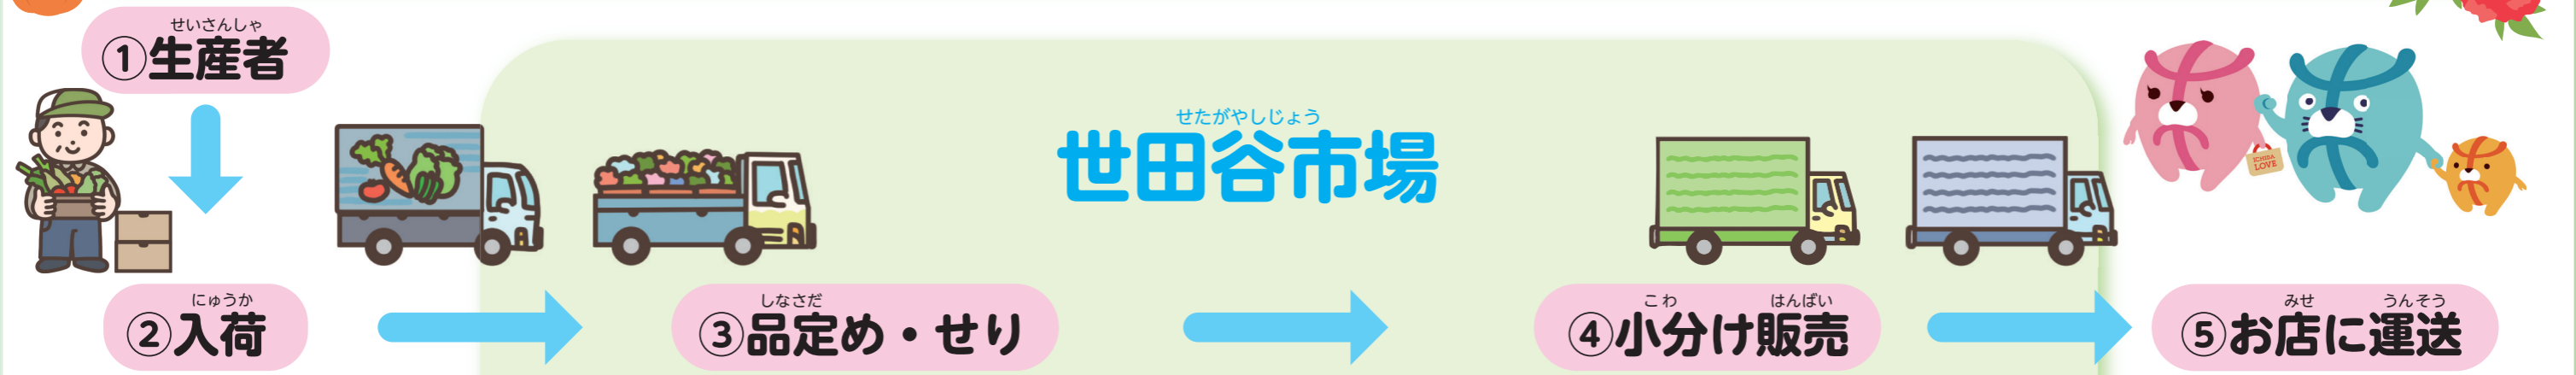 せいさんしゃ
①生産者
せたがやしじょう
世田谷市場
ICHIBA
LOVE
にゅうか
②入荷
しなさだ
③品定め・せり
こわ はんばい
④小分け販売
みせ うんそう
⑤お店に運送